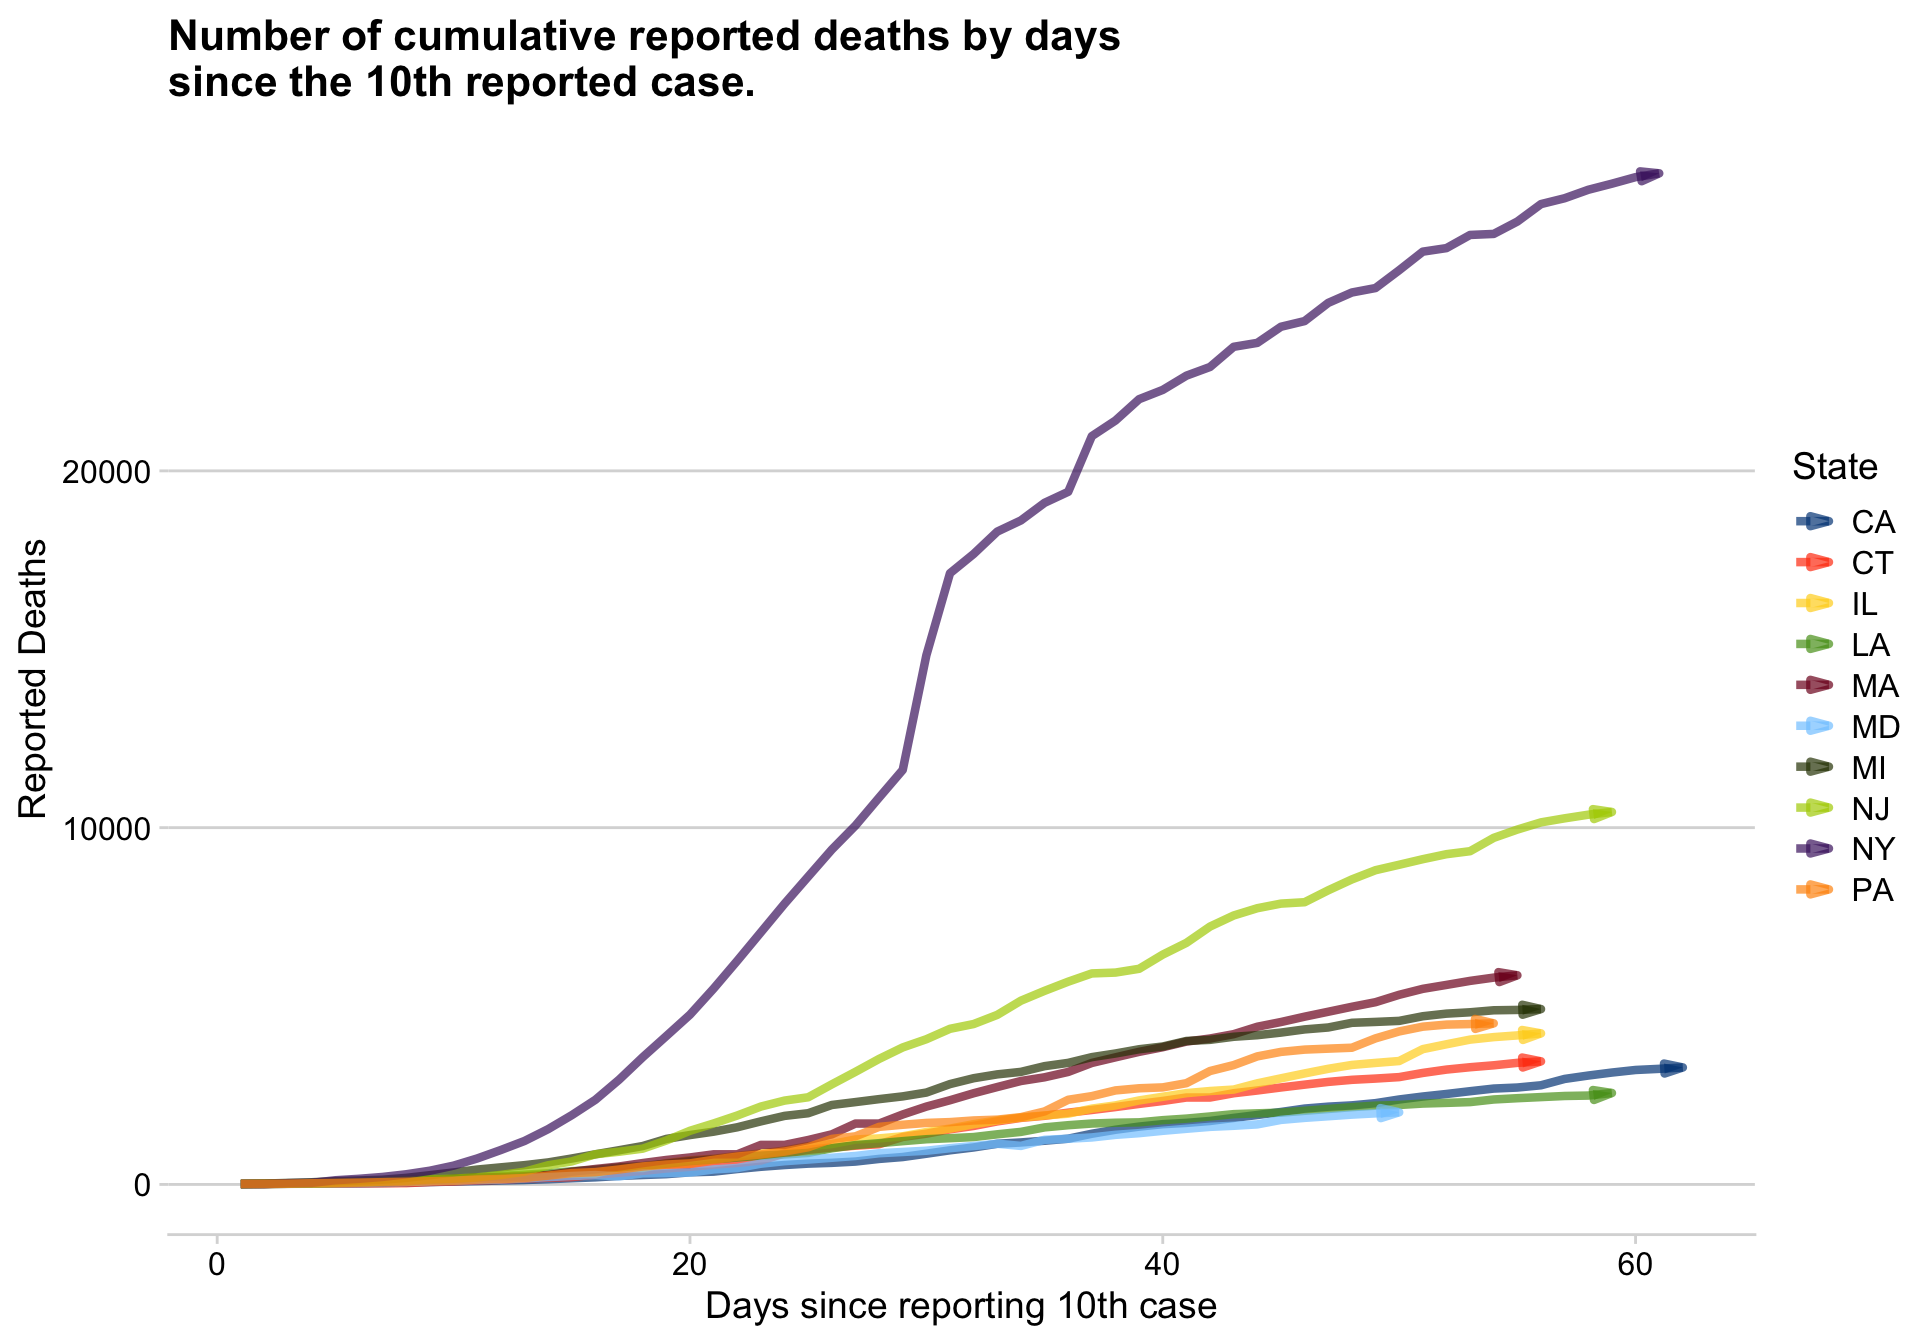 Number of cumulative reported deaths by days
since the 10th reported case.
20000
10000
0
Reported Deaths
0
20
40
60
Days since reporting 10th case
State
CA
CT
IL
LA
MA
MD
MI
NJ
NY
PA